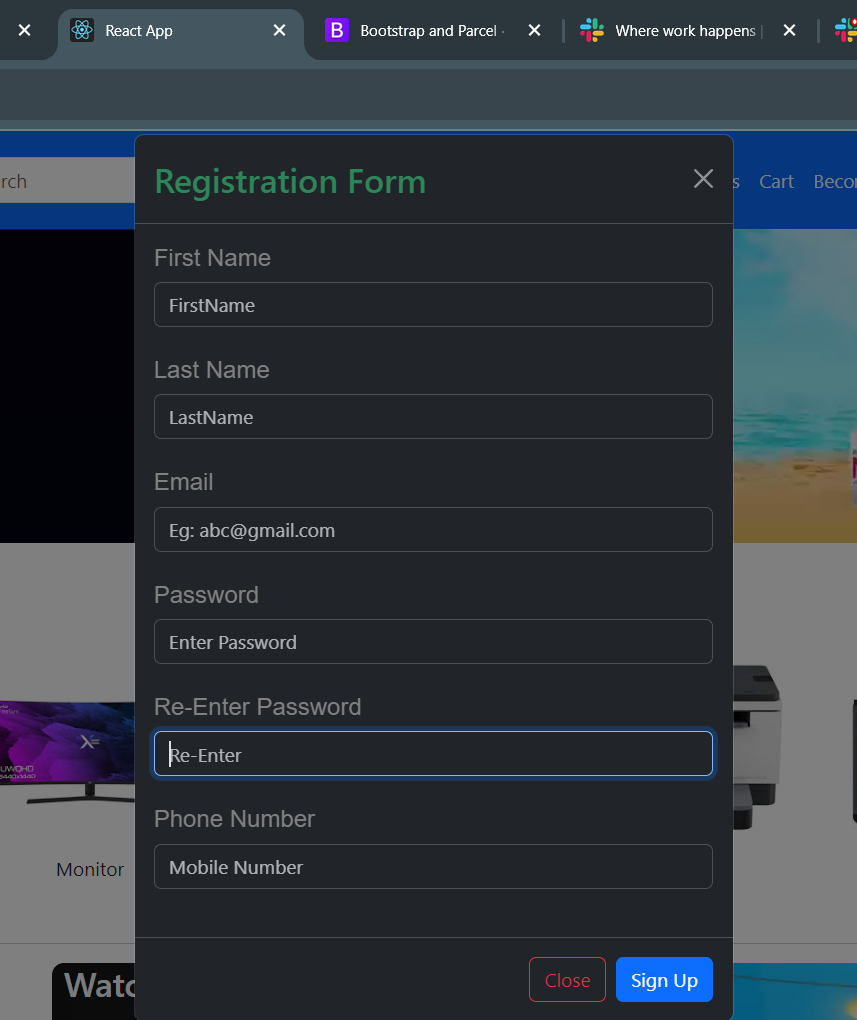 React App
Bootstrap and Parcel
Where work happens |
rch
s Cart
Registration Form
First Name
FirstName
Last Name
LastName
Email
Eg: abc@gmail.com
Password
Enter Password
Re-Enter Password
Re-Enter
Phone Number
Mobile Number
UWQHD
3440x1440
Monitor
Close
Sign Up